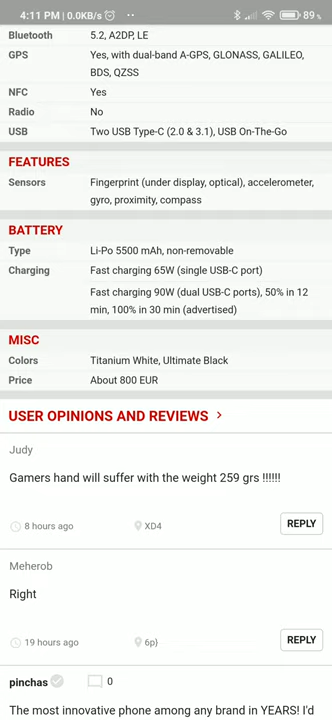 4:11 PM | 0.0KB/s
89%
Bluetooth 5.2, A2DP, LE
GPS Yes, with dual-band A-GPS, GLONASS, GALILEO,
BDS, QZSS
NFC Yes
Radio No
USB Two USB Type-C (2.0 & 3.1), USB On-The-Go
FEATURES
Sensors Fingerprint (under display, optical), accelerometer,
gyro, proximity, compass
BATTERY
Type Li-Po 5500 mAh, non-removable
Charging Fast charging 65W (single USB-C port)
Fast charging 90W (dual USB-C ports), 50% in 12
min, 100% in 30 min (advertised)
MISC
Colors Titanium White, Ultimate Black
Price About 800 EUR
USER OPINIONS AND REVIEWS >
Judy
Gamers hand will suffer with the weight 259 grs !!!!!!
8 hours ago XD4 REPLY
Meherob
Right
19 hours ago 6p} REPLY
pinchas 0
The most innovative phone among any brand in YEARS! I'd